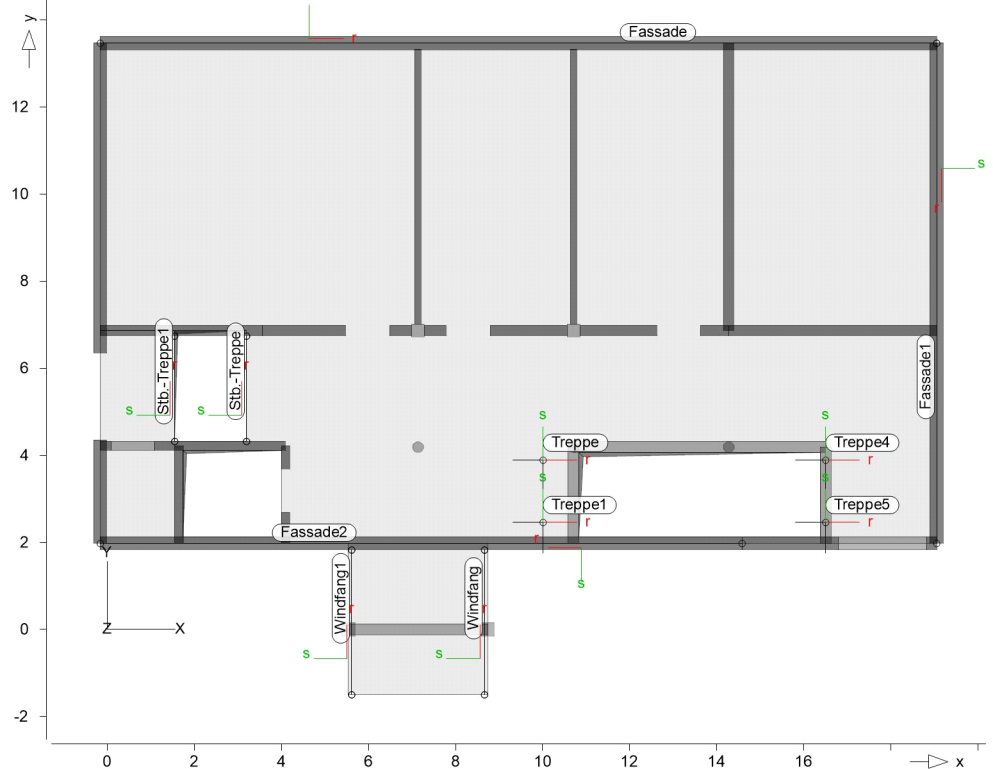 y
Fassade
r
12
10
s
r
8
6
4
2
0
-2
Stb.-Treppe1
Stb.-Treppe
r
r
s
s
Fassade1
s
s
Treppe
r
Treppe4
r
s
s
Treppe1
r
Treppe5
r
Fassade2
r
s
Y
Z
X
Windfang1
Windfang
r
r
s
s
0
2
4
6
8
10
12
14
16
x